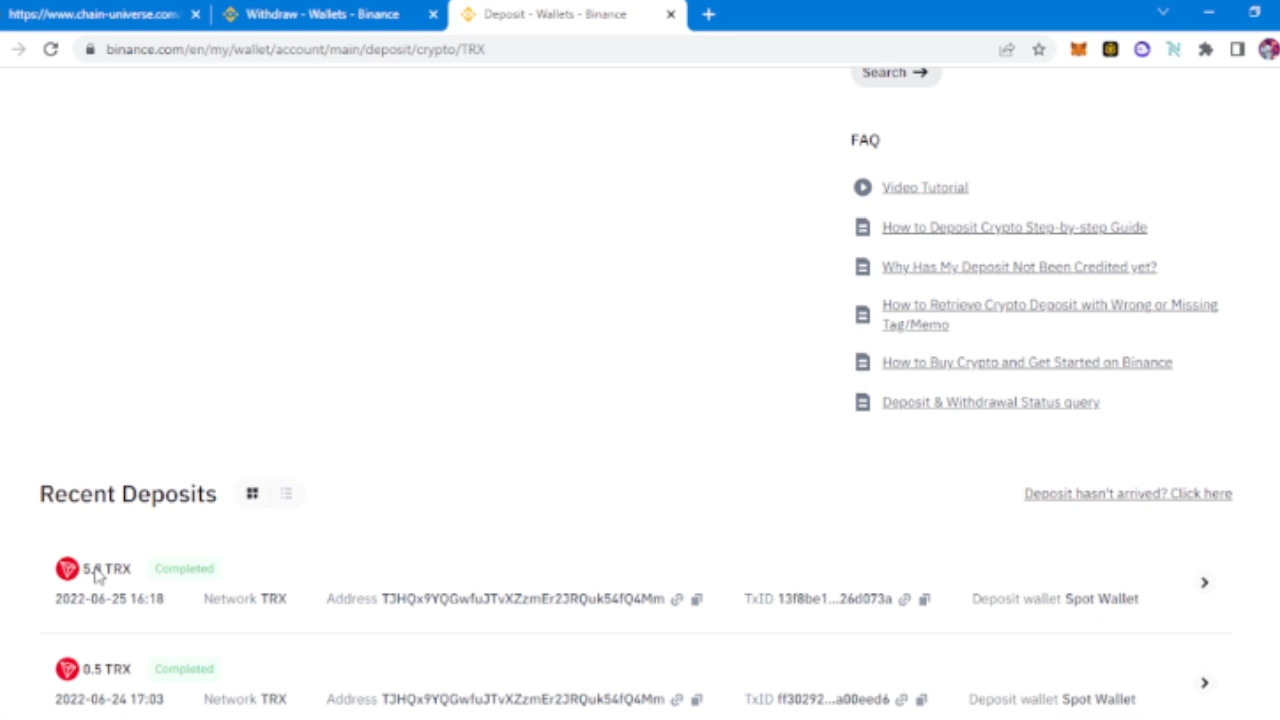 https://www.chain-universe.com
Withdraw - Wallets - Binance
Deposit - Wallets - Binance
binance.com/en/my/wallet/account/main/deposit/crypto/TRX
Search →
FAQ
Video Tutorial
How to Deposit Crypto Step-by-step Guide
Why Has My Deposit Not Been Credited yet?
How to Retrieve Crypto Deposit with Wrong or Missing
Tag/Memo
How to Buy Crypto and Get Started on Binance
Deposit & Withdrawal Status query
Recent Deposits
Deposit hasn't arrived? Click here
TRX Completed
2022-06-25 16:18 Network TRX Address TJHQx9YQGwfuJTvXZzmEr2JRQuk54fQ4Mm TxID 13f8be1...26d073a Deposit wallet Spot Wallet
0.5 TRX Completed
2022-06-24 17:03 Network TRX Address TJHQx9YQGwfuJTvXZzmEr2JRQuk54fQ4Mm TxID ff30292...a00eed6 Deposit wallet Spot Wallet